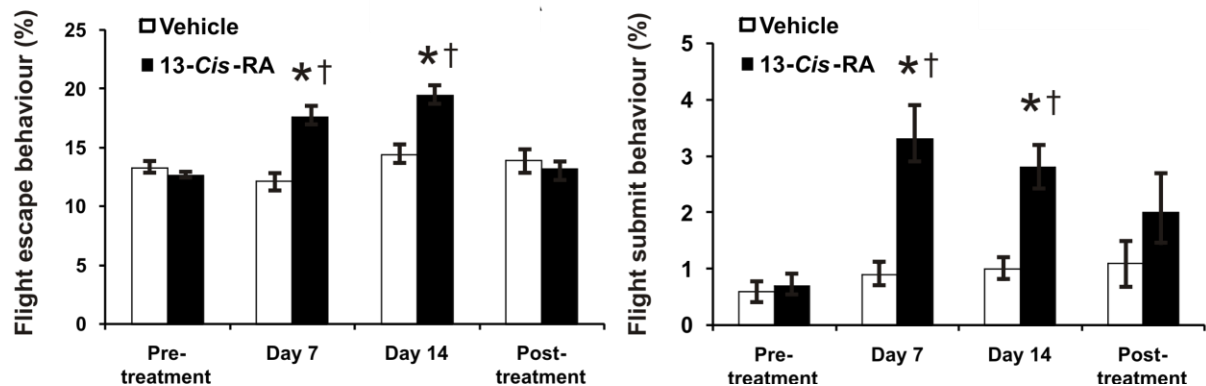 Flight escape behaviour (%)
Vehicle
13-Cis-RA
25
20
15
10
5
0
*†
*†
Pre-
treatment
Day 7
Day 14
Post-
treatment
Flight submit behaviour (%)
Vehicle
13-Cis-RA
5
4
3
2
1
0
*†
*†
Pre-
treatment
Day 7
Day 14
Post-
treatment